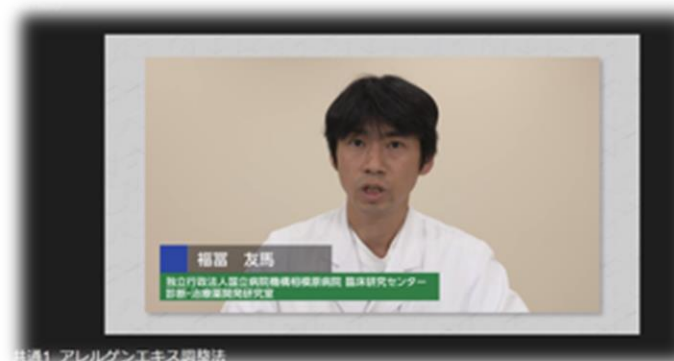 福冨 友馬
独立行政法人国立病院機構相模原病院 臨床研究センター
診断・治療薬開発研究室
共通1 アレルゲンエキス調整法